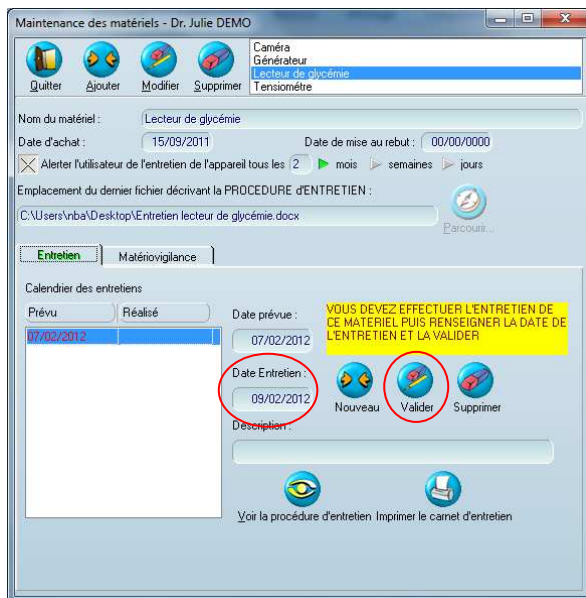 Maintenance des matériels - Dr. Julie DEMO
Quitter Ajouter Modifier Supprimer
Caméra
Générateur
Lecteur de glycémie
Tensiométre
Nom du matériel : Lecteur de glycémie
Date d'achat : 15/09/2011 Date de mise au rebut : 00/00/0000
Alerter l'utilisateur de l'entretien de l'appareil tous les 2 mois semaines jours
Emplacement du dernier fichier décrivant la PROCEDURE d'ENTRETIEN :
C:\Users\nba\Desktop\Entretien lecteur de glycémie.docx
Parcourir...
Entretien Matériovigilance
Calendrier des entretiens
Prévu Réalisé
07/02/2012
Date prévue :
07/02/2012
VOUS DEVEZ EFFECTUER L'ENTRETIEN DE
CE MATERIEL PUIS RENSEIGNER LA DATE DE
L'ENTRETIEN ET LA VALIDER
Date Entretien :
09/02/2012
Nouveau Valider Supprimer
Description :
Voir la procédure d'entretien Imprimer le carnet d'entretien